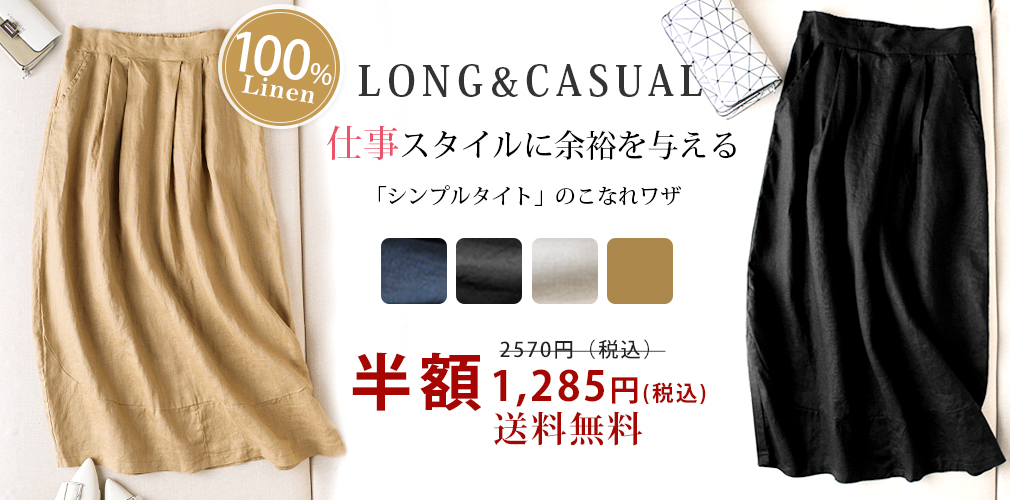 100%
Linen
LONG&CASUAL
仕事スタイルに余裕を与える
「シンプルタイト」のこなれワザ
2570円（税込）
半額 1,285円(税込)
送料無料